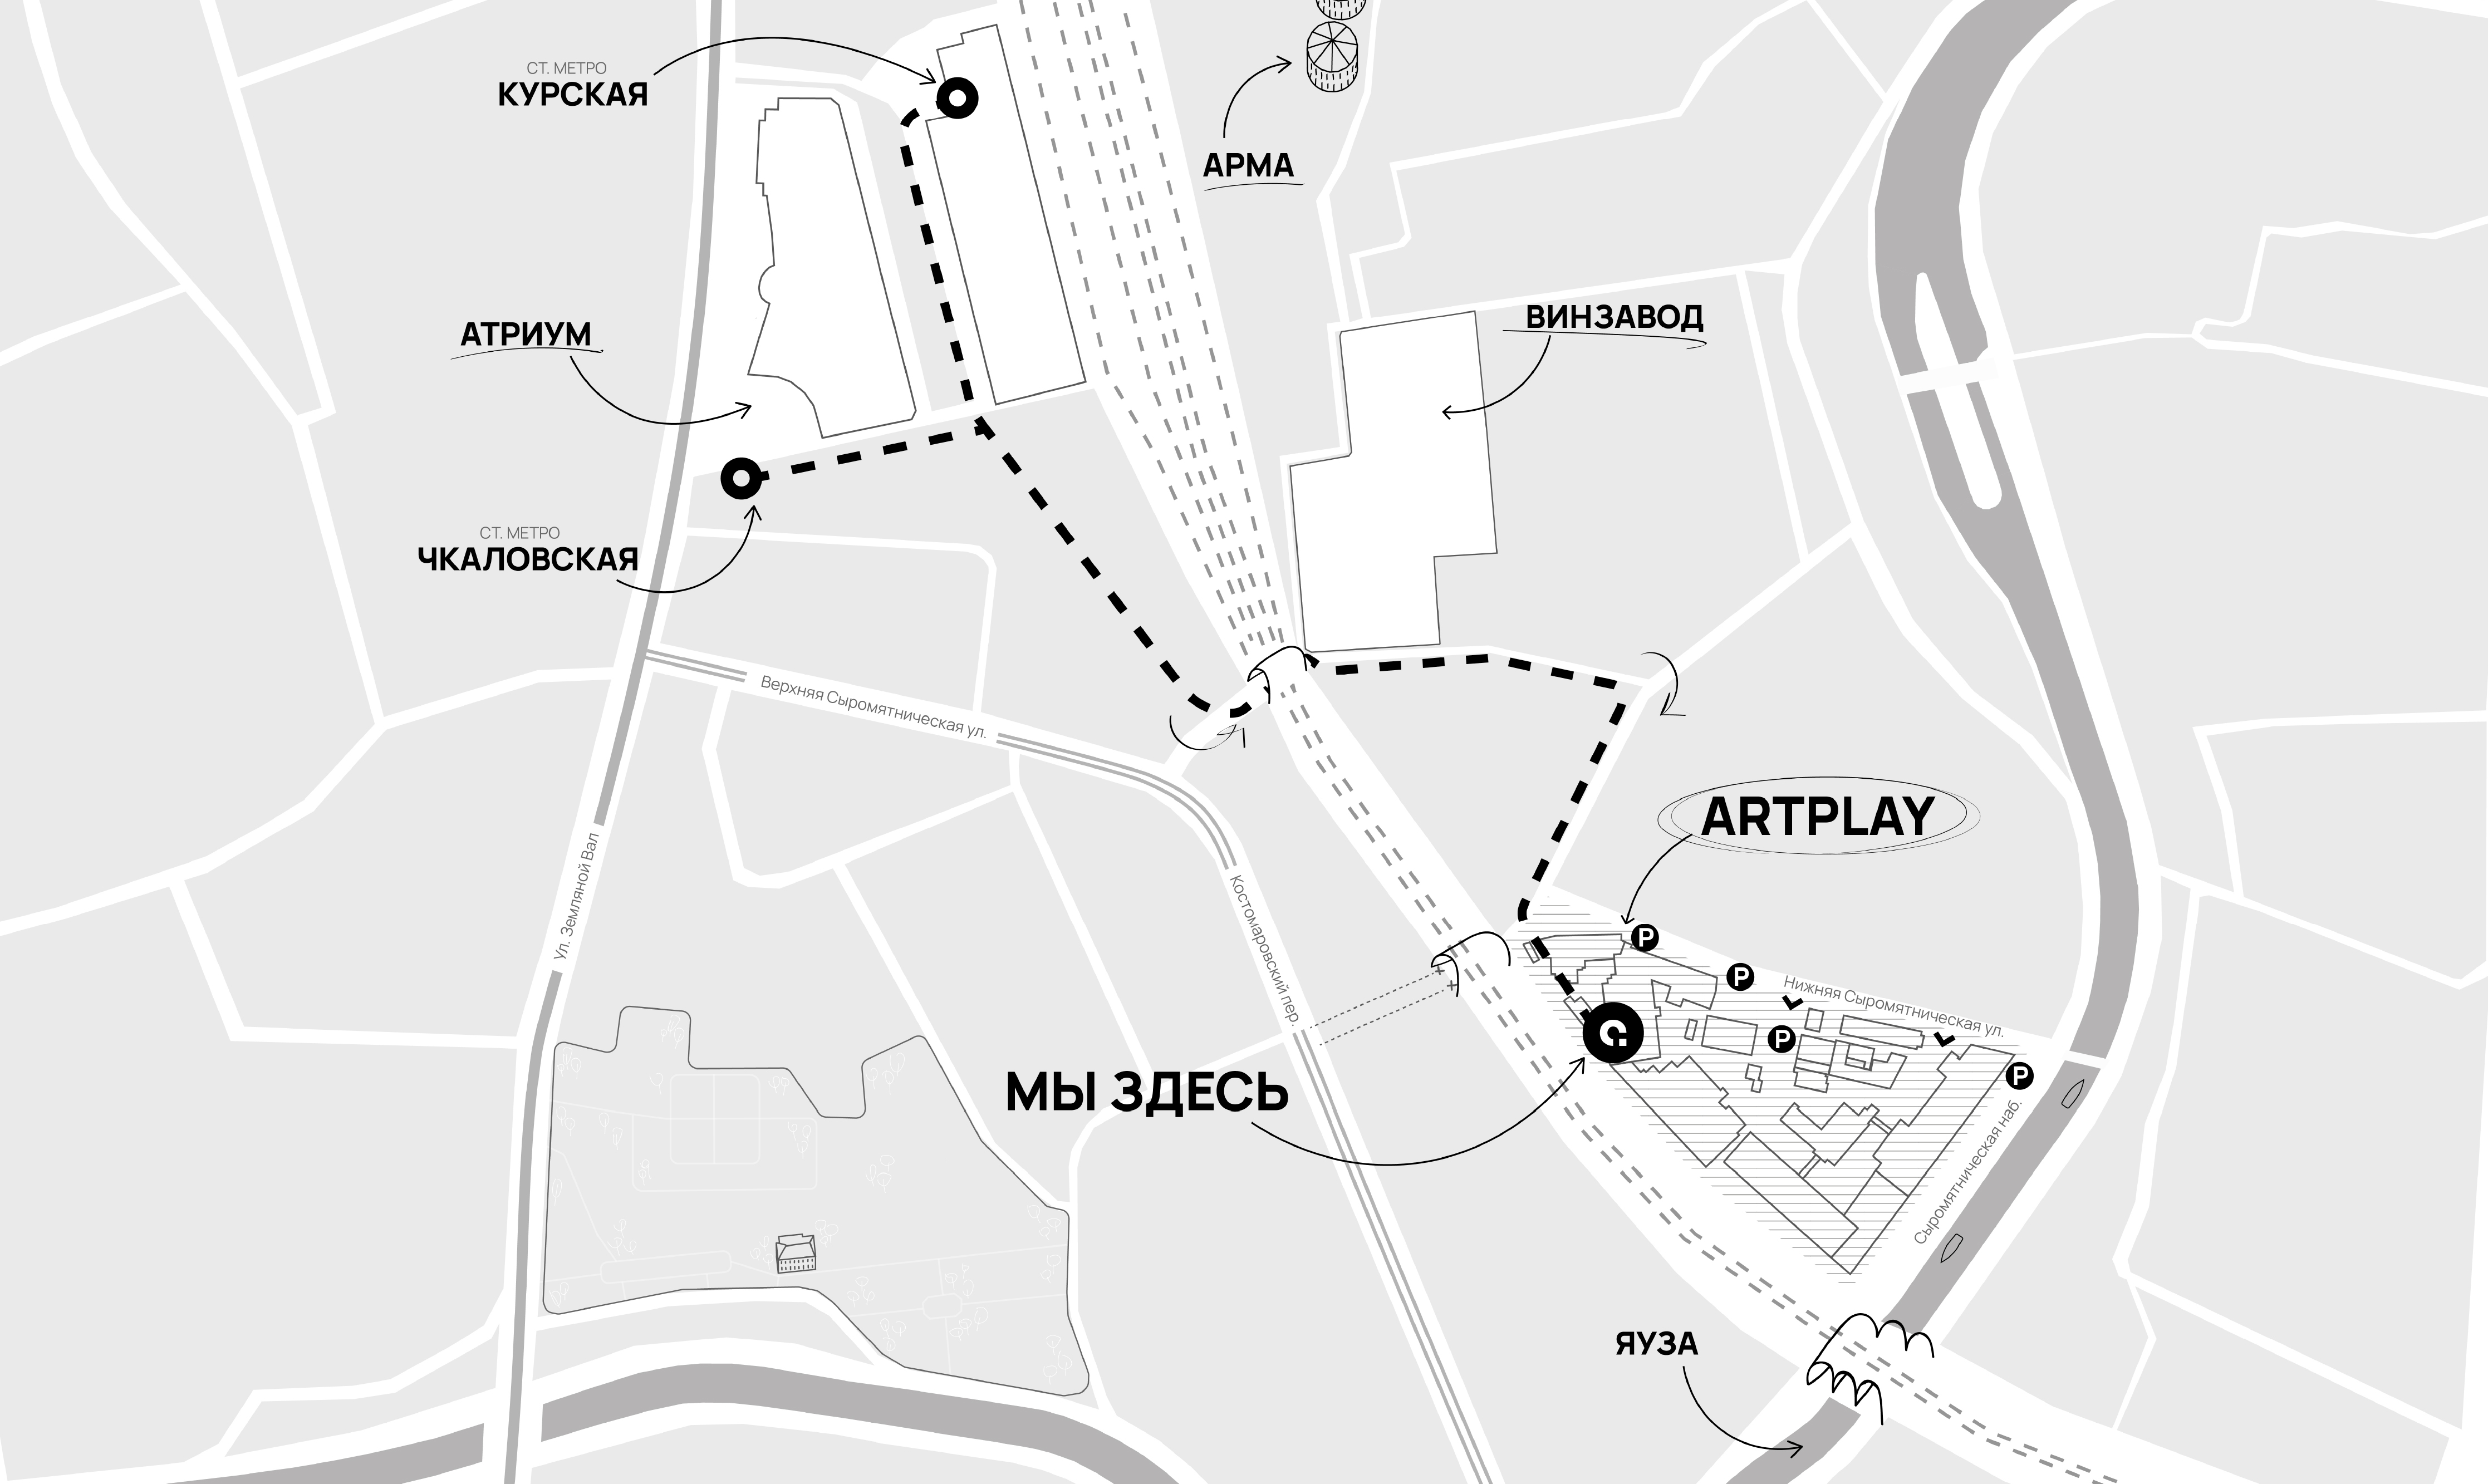 СТ. МЕТРО
КУРСКАЯ
АРМА
АТРИУМ
ВИНЗАВОД
СТ. МЕТРО
ЧКАЛОВСКАЯ
Верхняя Сыромятническая ул.
ARTPLAY
Ул. Земляной Вал
Костомаровский пер.
P
P
Нижняя Сыромятническая ул.
P
P
МЫ ЗДЕСЬ
Сыромятническая наб.
ЯУЗА